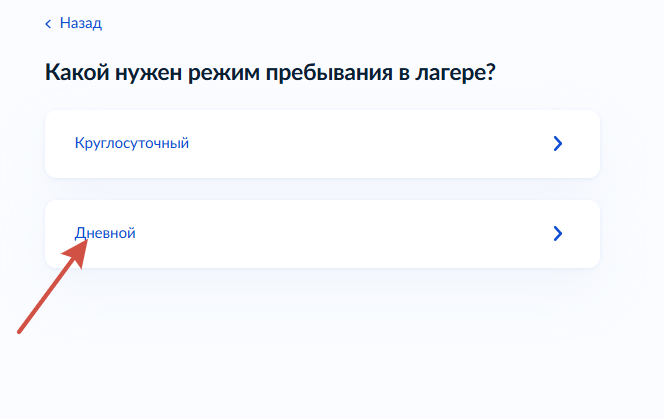 Назад
Какой нужен режим пребывания в лагере?
Круглосуточный
Дневной